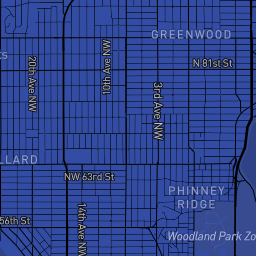 GREENWOOD
10th Ave NW
20th Ave NW
N 81st St
3rd Ave NW
LLARD
NW 63rd St
PHINNEY
RIDGE
56th St
14th Ave NW
Woodland Park Zo